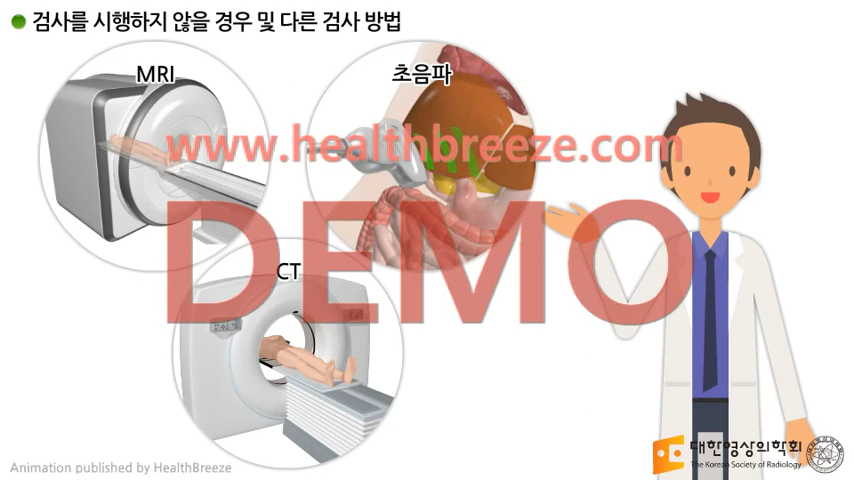 검사를 시행하지 않을 경우 및 다른 검사 방법
MRI
초음파
www.healthbreeze.com
DEMO
CT
대한영상의학회
The Korean Society of Radiology
Animation published by HealthBreeze